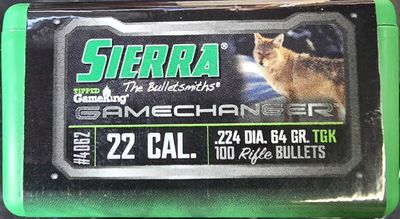 SIERRA®
The Bulletsmiths®
TIPPED
GameKing
GAMECHANGER
#4062
22 CAL.
.224 DIA. 64 GR. TGK
100 Rifle BULLETS